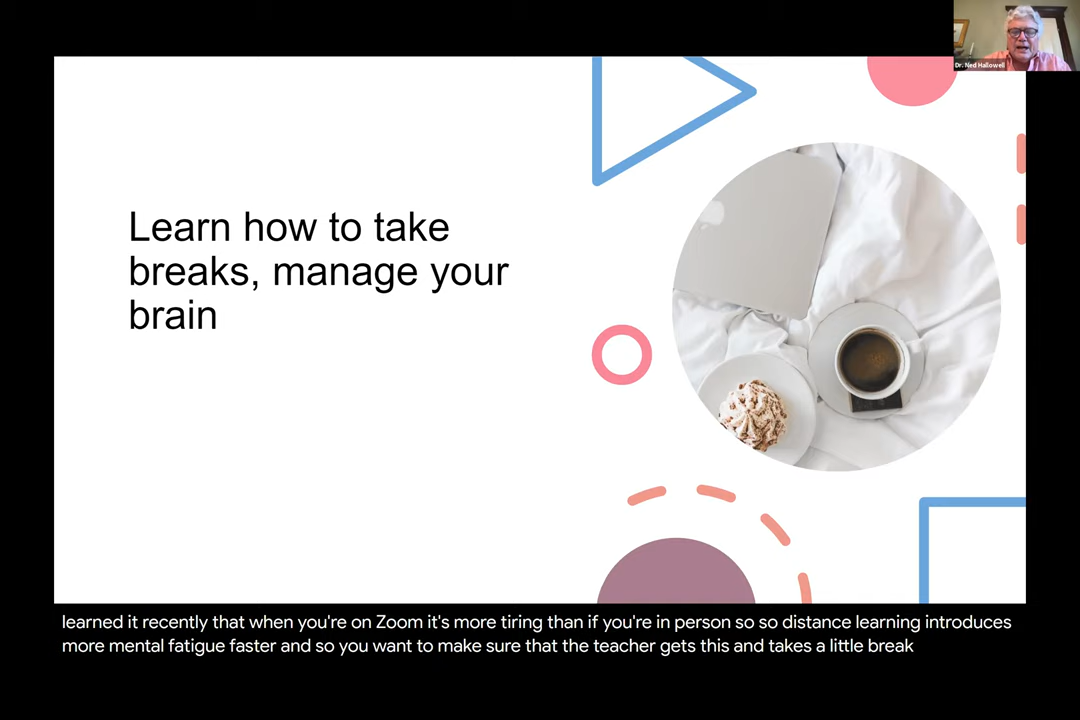 Dr. Ned Hallowell
Learn how to take
breaks, manage your
brain
learned it recently that when you're on Zoom it's more tiring than if you're in person so so distance learning introduces
more mental fatigue faster and so you want to make sure that the teacher gets this and takes a little break